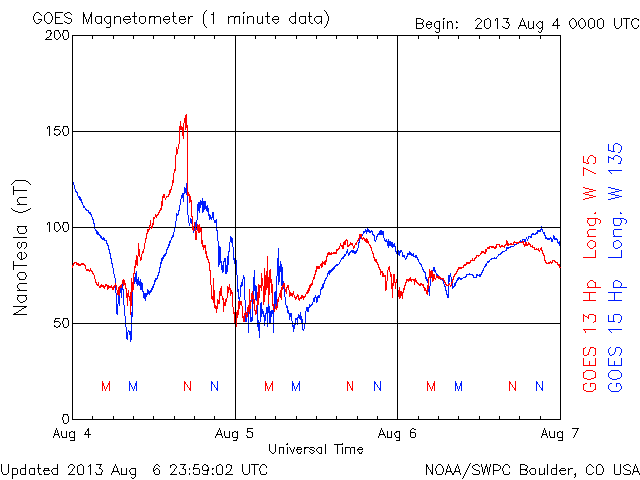 GOES Magnetometer (1 minute data)
Begin: 2013 Aug 4 0000 UTC
200
150
100
50
0
NanoTesla (nT)
M M N N M M N N M M N N
Aug 4 Aug 5 Aug 6 Aug 7
Universal Time
GOES 13 Hp Long. W 75
GOES 15 Hp Long. W 135
Updated 2013 Aug 6 23:59:02 UTC
NOAA/SWPC Boulder, CO USA